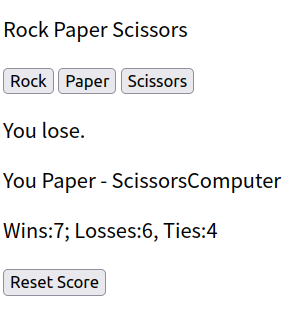 Rock Paper Scissors
Rock Paper Scissors
You lose.
You Paper - ScissorsComputer
Wins:7; Losses:6, Ties:4
Reset Score